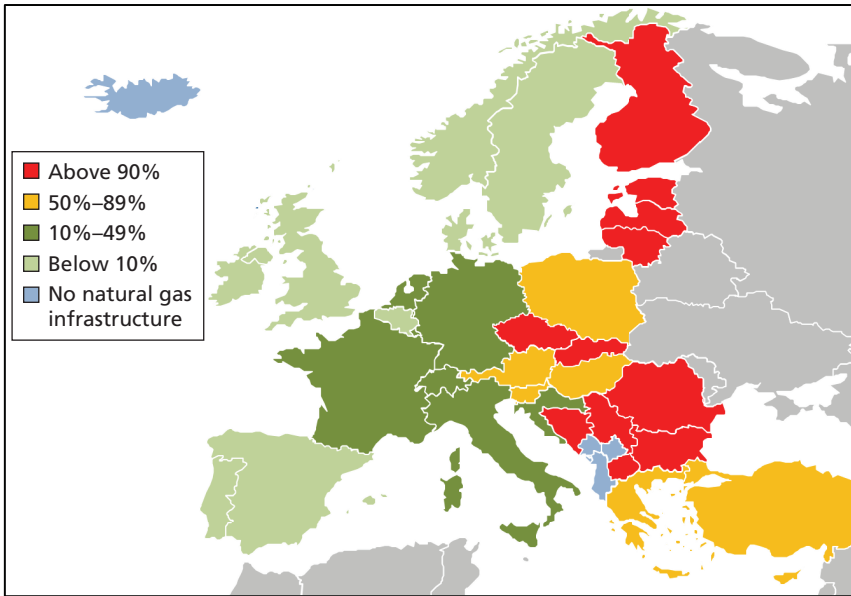 Above 90%
50%–89%
10%–49%
Below 10%
No natural gas
infrastructure